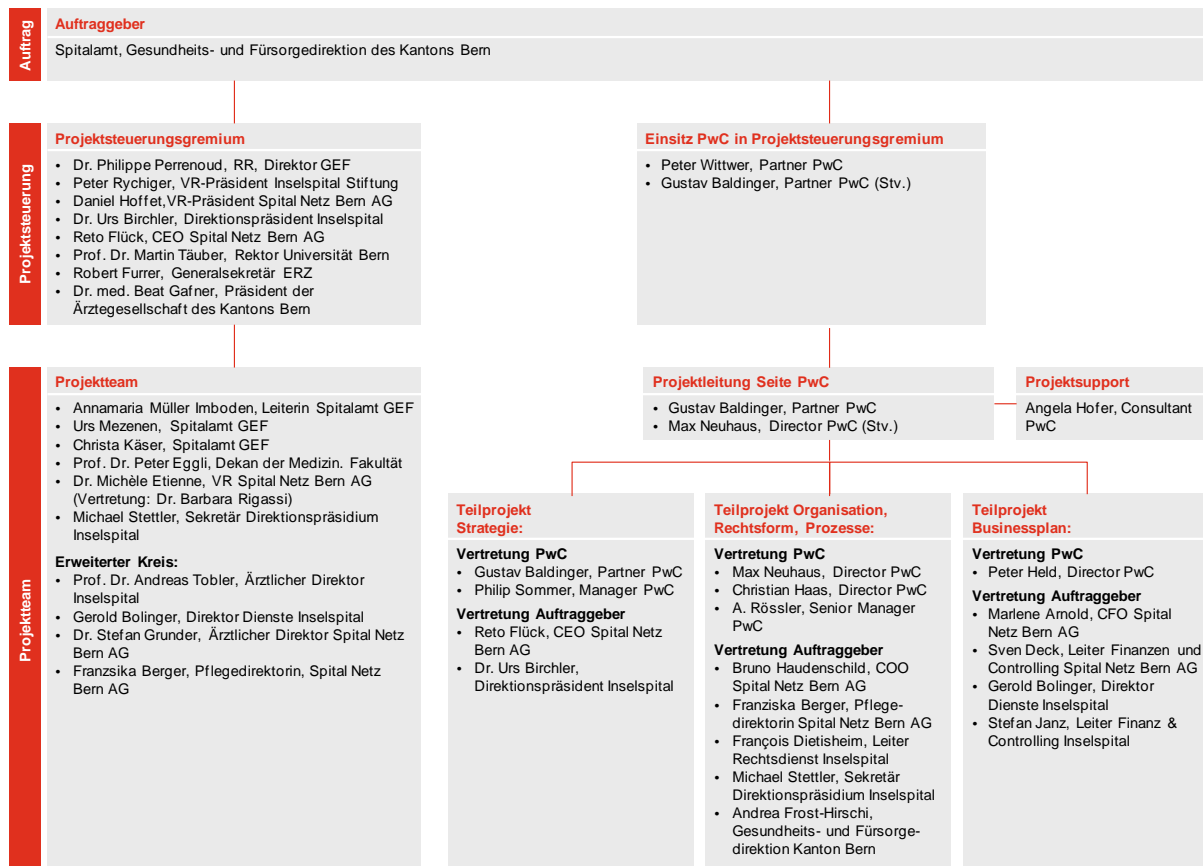 Auftrag
Auftraggeber
Spitalamt, Gesundheits- und Fürsorgedirektion des Kantons Bern
Projektsteuerung
Projektsteuerungsgremium
• Dr. Philippe Perrenoud, RR, Direktor GEF
• Peter Rychiger, VR-Präsident Inselspital Stiftung
• Daniel Hoffet,VR-Präsident Spital Netz Bern AG
• Dr. Urs Birchler, Direktionspräsident Inselspital
• Reto Flück, CEO Spital Netz Bern AG
• Prof. Dr. Martin Täuber, Rektor Universität Bern
• Robert Furrer, Generalsekretär ERZ
• Dr. med. Beat Gafner, Präsident der
Ärztegesellschaft des Kantons Bern
Einsitz PwC in Projektsteuerungsgremium
• Peter Wittwer, Partner PwC
• Gustav Baldinger, Partner PwC (Stv.)
Projektteam
Projektteam
• Annamaria Müller Imboden, Leiterin Spitalamt GEF
• Urs Mezenen, Spitalamt GEF
• Christa Käser, Spitalamt GEF
• Prof. Dr. Peter Eggli, Dekan der Medizin. Fakultät
• Dr. Michèle Etienne, VR Spital Netz Bern AG
(Vertretung: Dr. Barbara Rigassi)
• Michael Stettler, Sekretär Direktionspräsidium
Inselspital
Erweiterter Kreis:
• Prof. Dr. Andreas Tobler, Ärztlicher Direktor
Inselspital
• Gerold Bolinger, Direktor Dienste Inselspital
• Dr. Stefan Grunder, Ärztlicher Direktor Spital Netz
Bern AG
• Franzsika Berger, Pflegedirektorin, Spital Netz
Bern AG
Projektleitung Seite PwC
• Gustav Baldinger, Partner PwC
• Max Neuhaus, Director PwC (Stv.)
Projektsupport
Angela Hofer, Consultant
PwC
Teilprojekt
Strategie:
Vertretung PwC
• Gustav Baldinger, Partner PwC
• Philip Sommer, Manager PwC
Vertretung Auftraggeber
• Reto Flück, CEO Spital Netz
Bern AG
• Dr. Urs Birchler,
Direktionspräsident Inselspital
Teilprojekt Organisation,
Rechtsform, Prozesse:
Vertretung PwC
• Max Neuhaus, Director PwC
• Christian Haas, Director PwC
• A. Rössler, Senior Manager
PwC
Vertretung Auftraggeber
• Bruno Haudenschild, COO
Spital Netz Bern AG
• Franziska Berger, Pflege-
direktorin Spital Netz Bern AG
• François Dietisheim, Leiter
Rechtsdienst Inselspital
• Michael Stettler, Sekretär
Direktionspräsidium Inselspital
• Andrea Frost-Hirschi,
Gesundheits- und Fürsorge-
direktion Kanton Bern
Teilprojekt
Businessplan:
Vertretung PwC
• Peter Held, Director PwC
Vertretung Auftraggeber
• Marlene Arnold, CFO Spital
Netz Bern AG
• Sven Deck, Leiter Finanzen und
Controlling Spital Netz Bern AG
• Gerold Bolinger, Direktor
Dienste Inselspital
• Stefan Janz, Leiter Finanz &
Controlling Inselspital